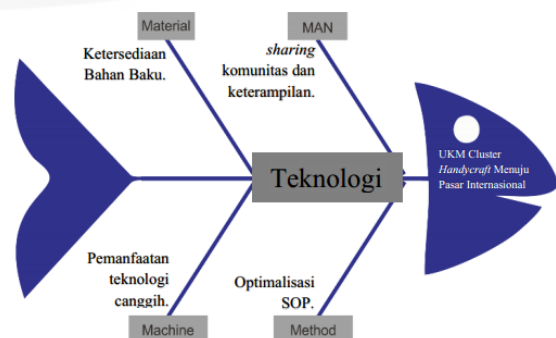 Material
Ketersediaan
Bahan Baku.
MAN
sharing
komunitas dan
keterampilan.
Teknologi
UKM Cluster
Handycraft Menuju
Pasar Internasional
Pemanfaatan
teknologi
canggih.
Machine
Optimalisasi
SOP.
Method